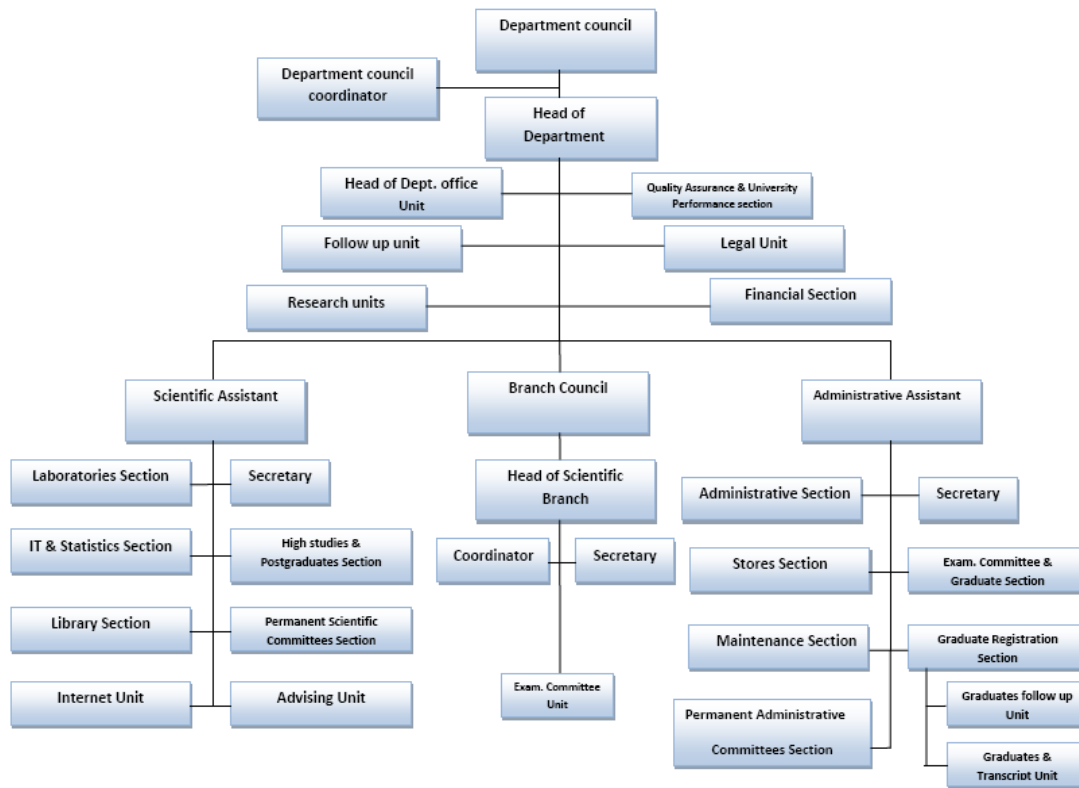 Department council
Department council
coordinator
Head of
Department
Head of Dept. office
Unit
Quality Assurance & University
Performance section
Follow up unit
Legal Unit
Research units
Financial Section
Scientific Assistant
Branch Council
Administrative Assistant
Laboratories Section
Secretary
Head of Scientific
Branch
Administrative Section
Secretary
IT & Statistics Section
High studies &
Postgraduates Section
Coordinator
Secretary
Stores Section
Exam. Committee &
Graduate Section
Library Section
Permanent Scientific
Committees Section
Maintenance Section
Graduate Registration
Section
Internet Unit
Advising Unit
Exam. Committee
Unit
Permanent Administrative
Committees Section
Graduates follow up
Unit
Graduates &
Transcript Unit